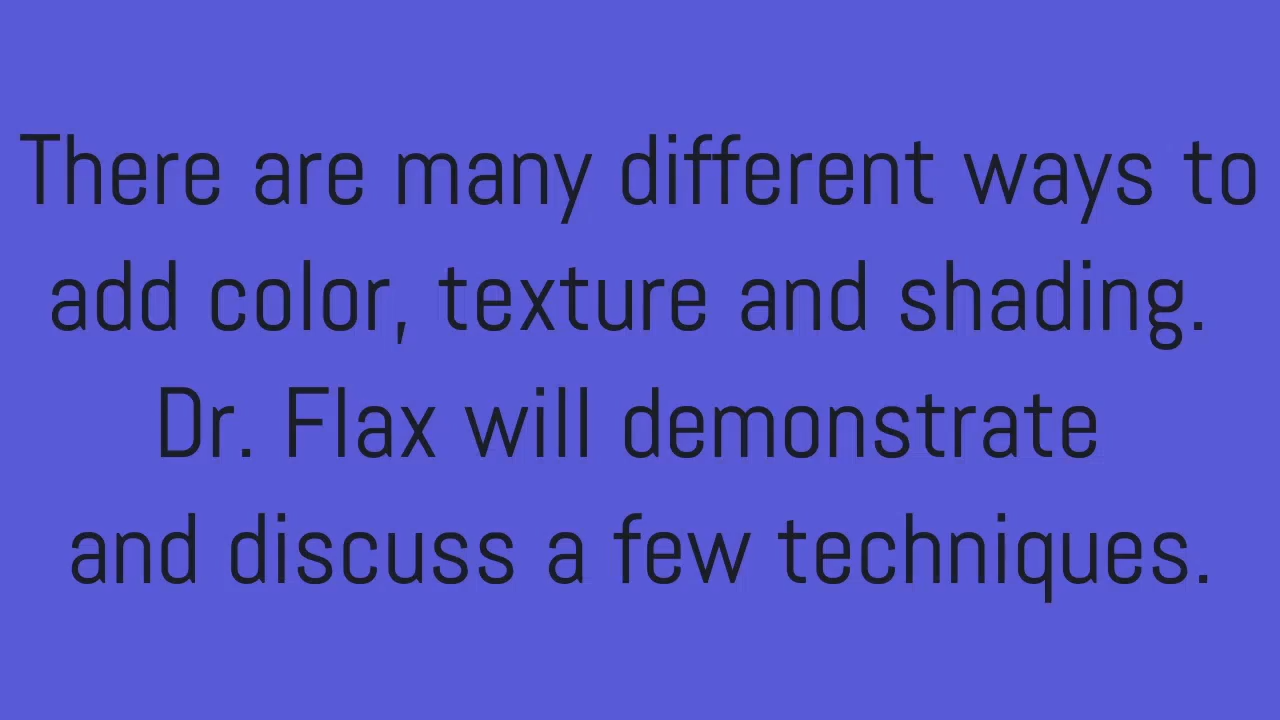 There are many different ways to
add color, texture and shading.
Dr. Flax will demonstrate
and discuss a few techniques.